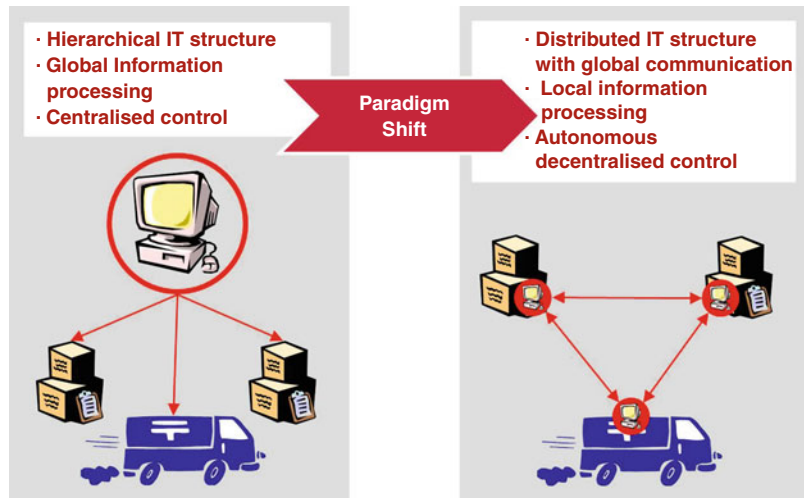 · Hierarchical IT structure
· Global Information
processing
· Centralised control
Paradigm
Shift
· Distributed IT structure
with global communication
· Local information
processing
· Autonomous
decentralised control